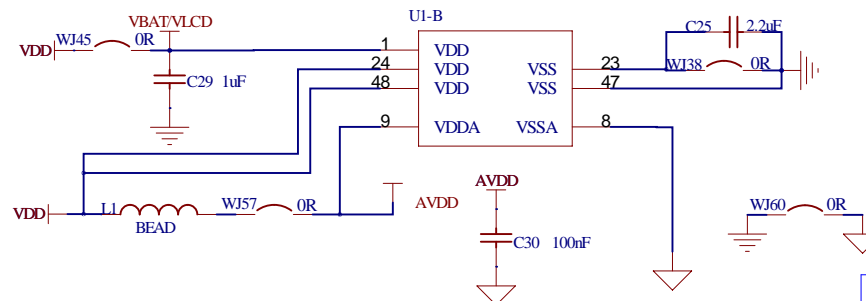 U1-B
VBAT/VLCD
C25 2.2uF
VDD WJ45 0R
1 VDD
24 VDD VSS 23
WJ38 0R
C29 1uF
48 VDD VSS 47
9 VDDA VSSA 8
AVDD
VDD L1 WJ57 0R AVDD
BEAD
WJ60 0R
C30 100nF